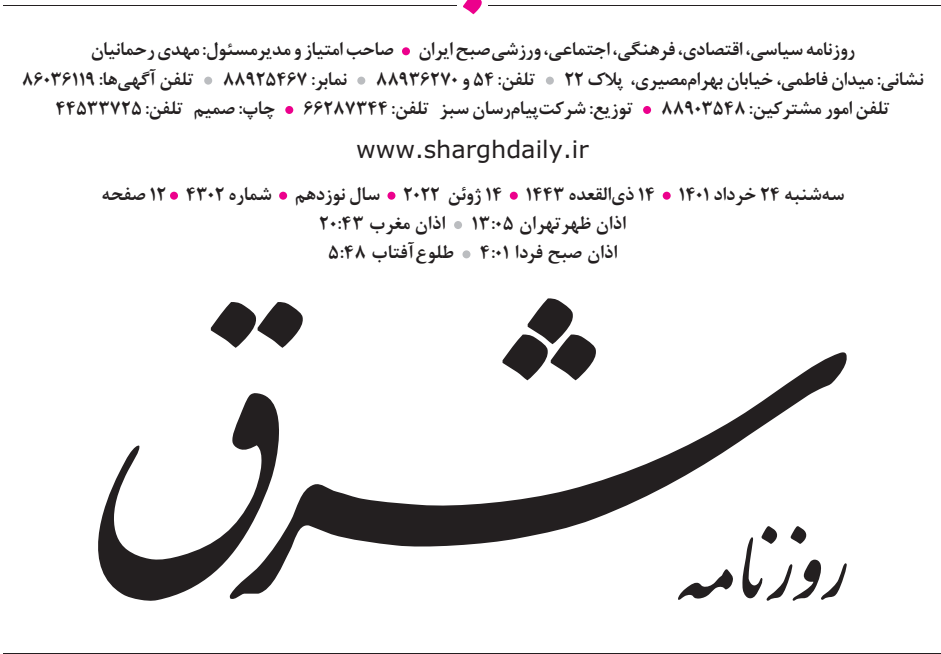 روزنامه سیاسی، اقتصادی، فرهنگی، اجتماعی، ورزشی صبح ایران ● صاحب امتیاز و مدیرمسئول: مهدی رحمانیان
نشانی: میدان فاطمی، خیابان بهرام‌مصیری، پلاک ۲۲ ● تلفن: ۵۴ و ۸۸۹۳۶۲۷۰ ● نمابر: ۸۸۹۲۵۴۶۷ ● تلفن آگهی‌ها: ۸۶۰۳۶۱۱۹
تلفن امور مشترکین: ۸۸۹۰۳۵۴۸ ● توزیع: شرکت‌پیام‌رسان سبز تلفن: ۶۶۲۸۷۳۴۴ ● چاپ: صمیم تلفن: ۴۴۵۳۳۷۲۵
www.sharghdaily.ir
سه‌شنبه ۲۴ خرداد ۱۴۰۱ ● ۱۴ ذی‌القعده ۱۴۴۳ ● ۱۴ ژوئن ۲۰۲۲ ● سال نوزدهم ● شماره ۴۳۰۲ ● ۱۲ صفحه
اذان ظهر تهران ۱۳:۰۵ ● اذان مغرب ۲۰:۴۳
اذان صبح فردا ۴:۰۱ ● طلوع آفتاب ۵:۴۸
شرق
روزنامه